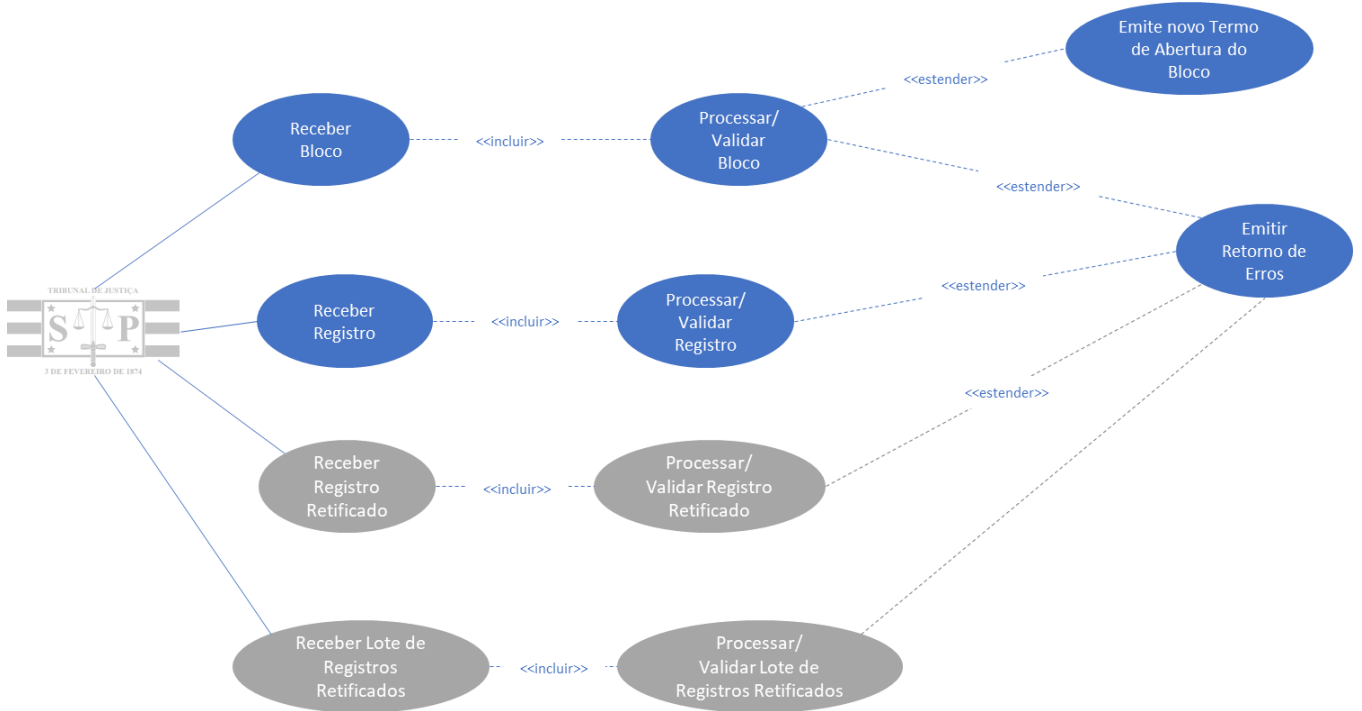 Emite novo Termo
de Abertura do
Bloco
<<estender>>
Receber
Bloco
<<incluir>>
Processar/
Validar
Bloco
<<estender>>
Emitir
Retorno de
Erros
TRIBUNAL DE JUSTIÇA
S P
3 DE FEVEREIRO DE 1874
Receber
Registro
<<incluir>>
Processar/
Validar
Registro
<<estender>>
<<estender>>
Receber
Registro
Retificado
<<incluir>>
Processar/
Validar Registro
Retificado
Receber Lote de
Registros
Retificados
<<incluir>>
Processar/
Validar Lote de
Registros Retificados